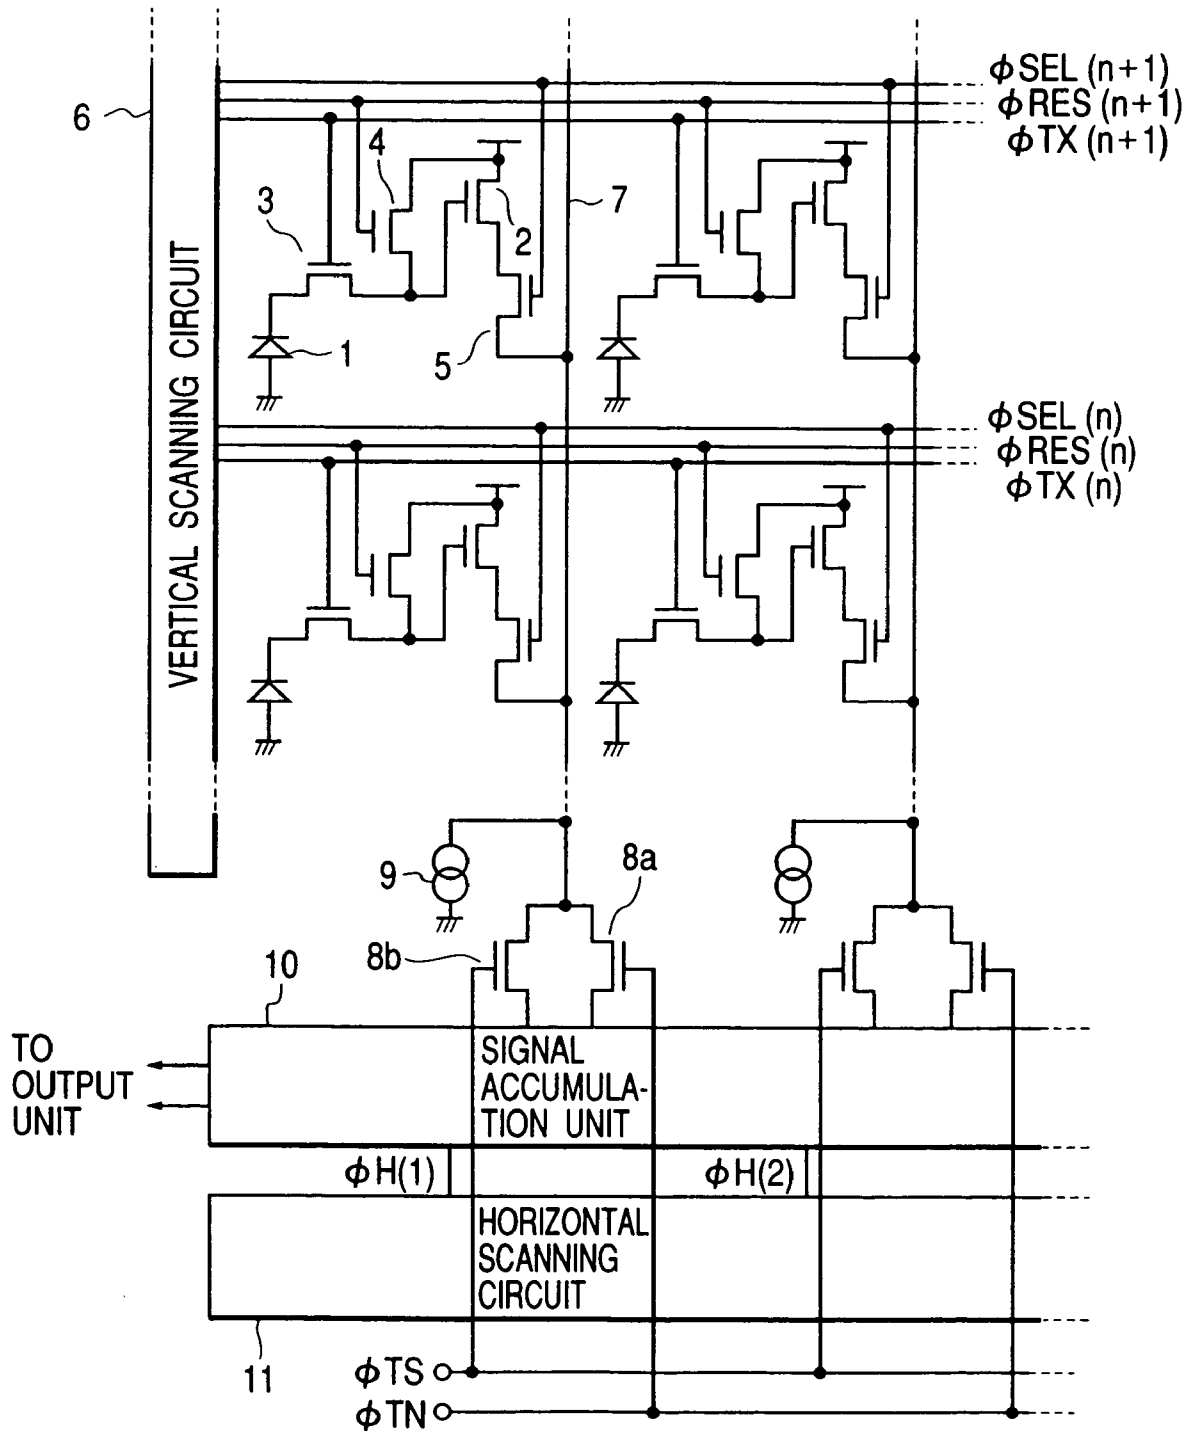 φSEL (n+1)
φRES (n+1)
φTX (n+1)
6
4
3
2
7
1
5
VERTICAL SCANNING CIRCUIT
φSEL (n)
φRES (n)
φTX (n)
9
8a
8b
10
TO
OUTPUT
UNIT
SIGNAL
ACCUMULA-
TION UNIT
φH(1)
φH(2)
HORIZONTAL
SCANNING
CIRCUIT
11
φTS
φTN